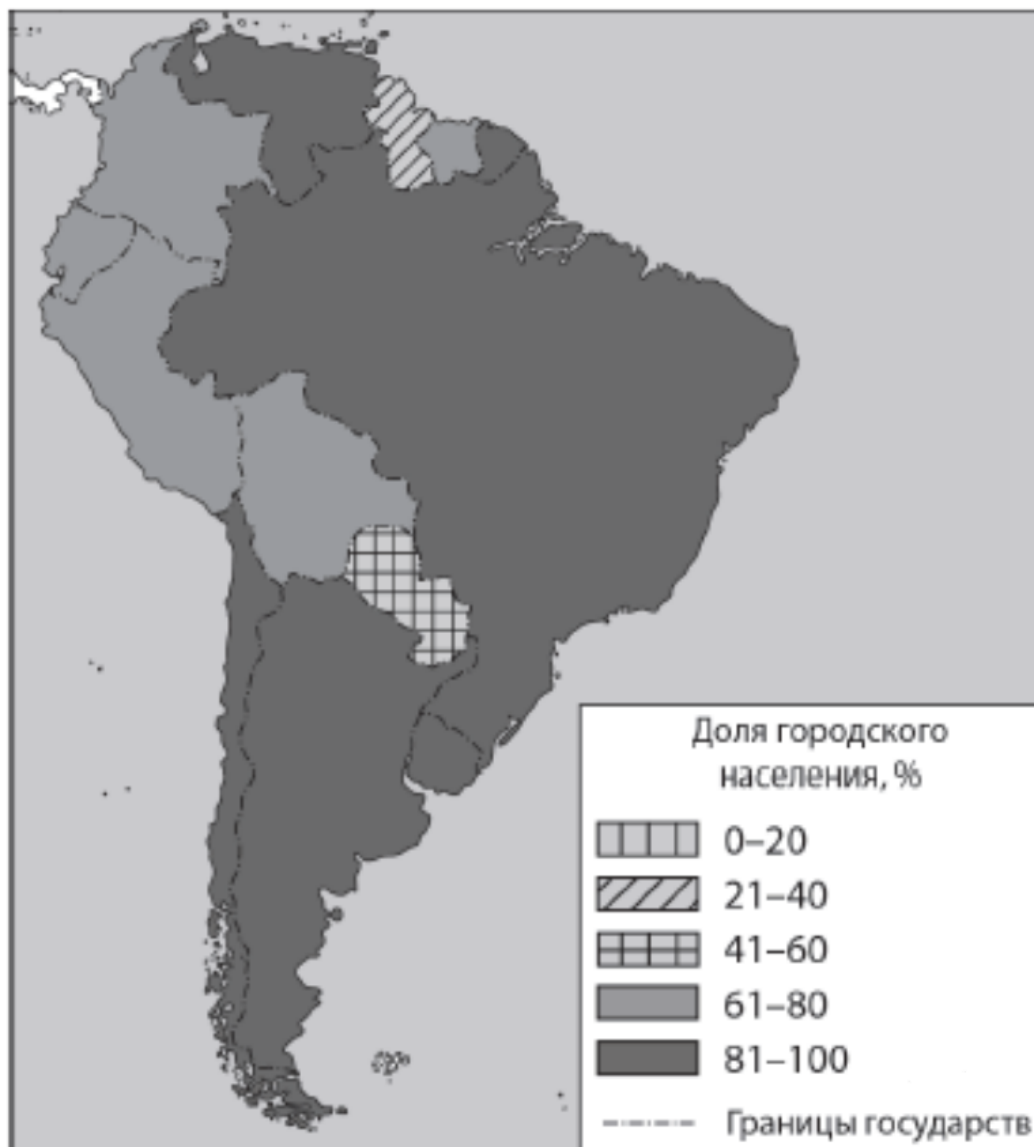 Доля городского
населения, %
0–20
21–40
41–60
61–80
81–100
Границы государств